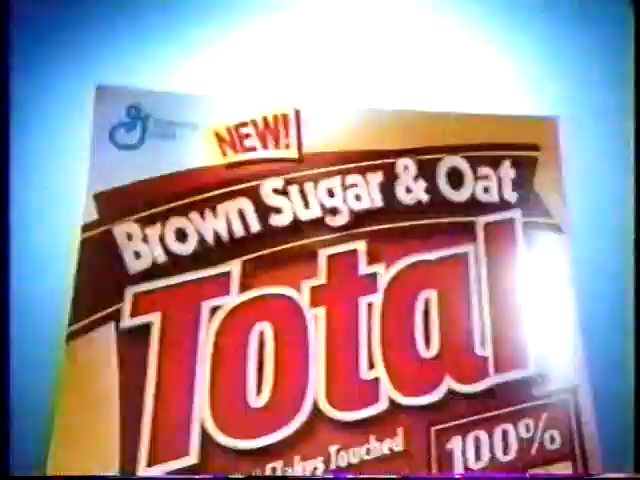 G
NEW!
Brown Sugar & Oat
Total
Flakes Touched
100%